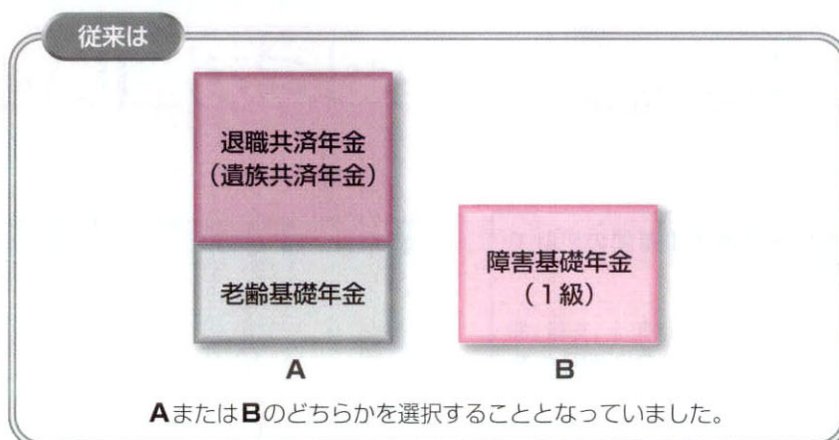 従来は
退職共済年金
（遺族共済年金）
老齢基礎年金
障害基礎年金
（１級）
A
B
AまたはBのどちらかを選択することとなっていました。